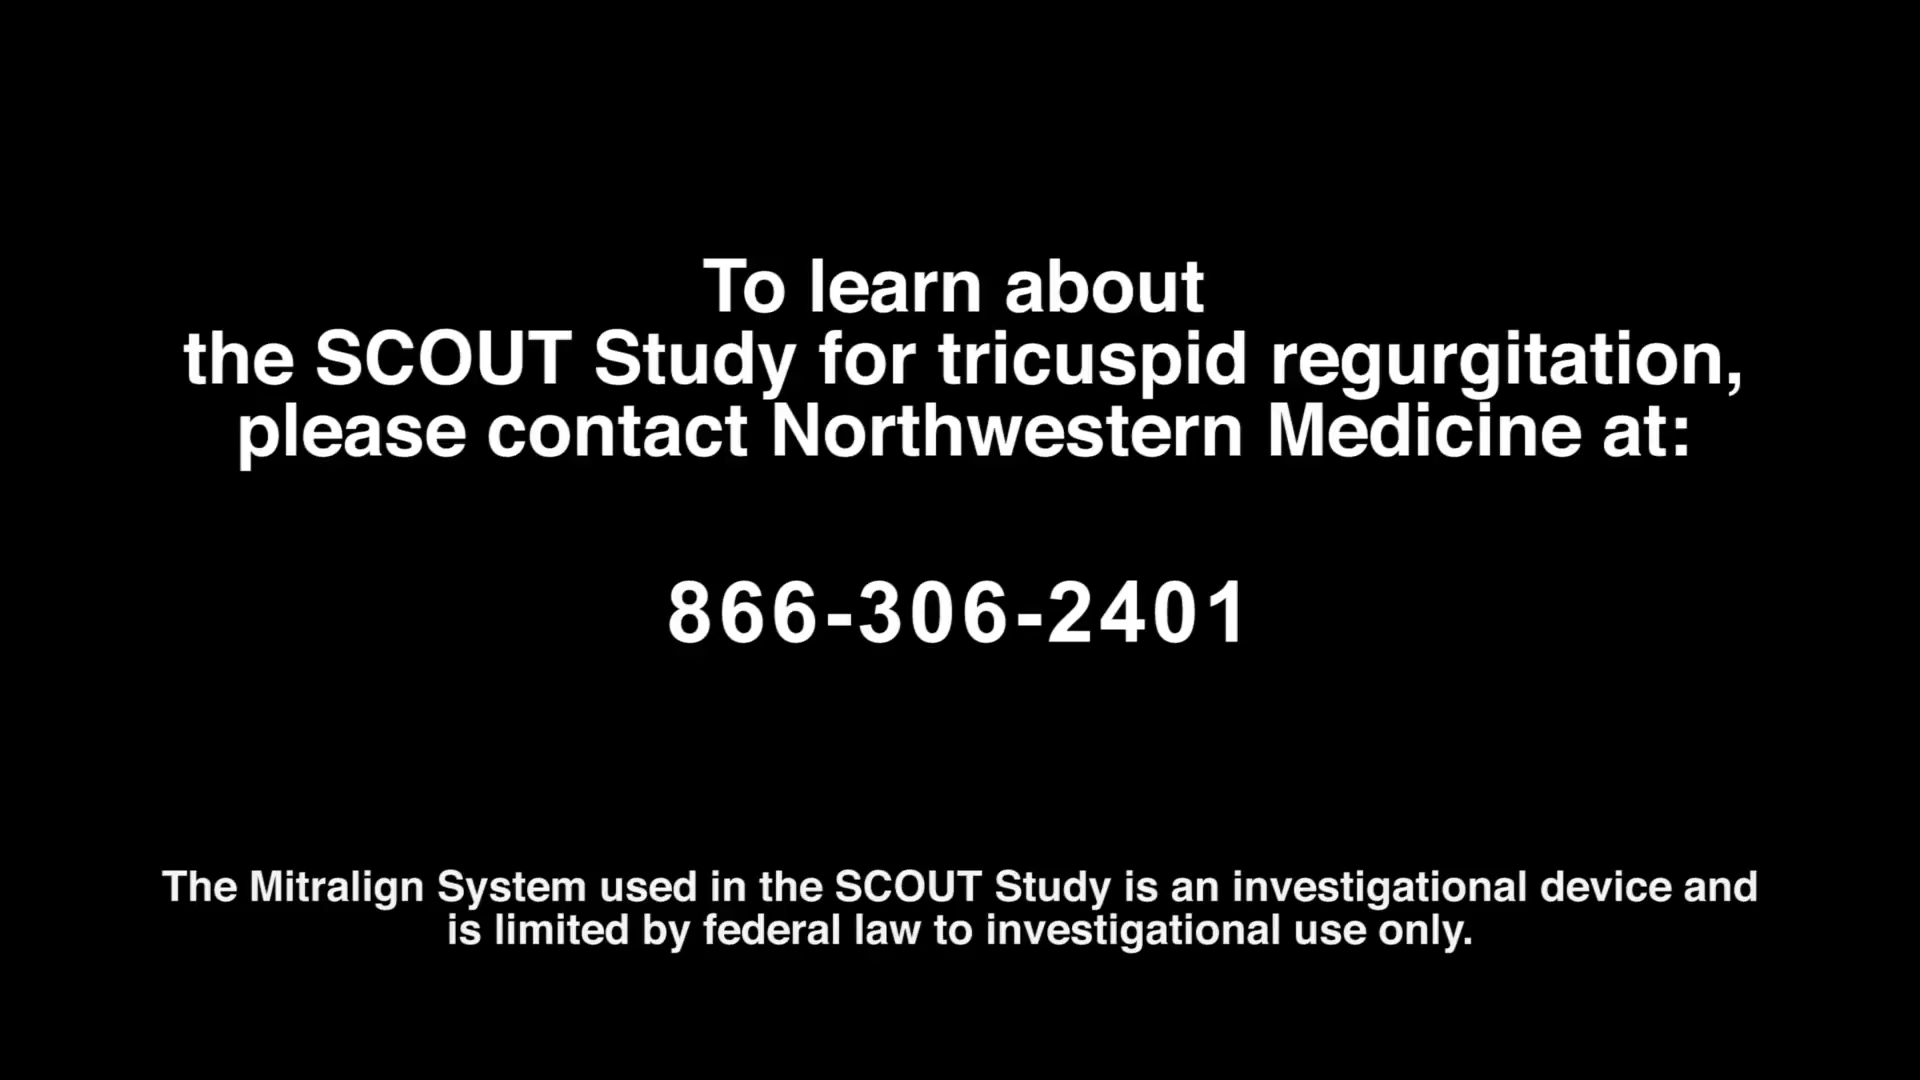 To learn about
the SCOUT Study for tricuspid regurgitation,
please contact Northwestern Medicine at:
866-306-2401
The Mitralign System used in the SCOUT Study is an investigational device and
is limited by federal law to investigational use only.